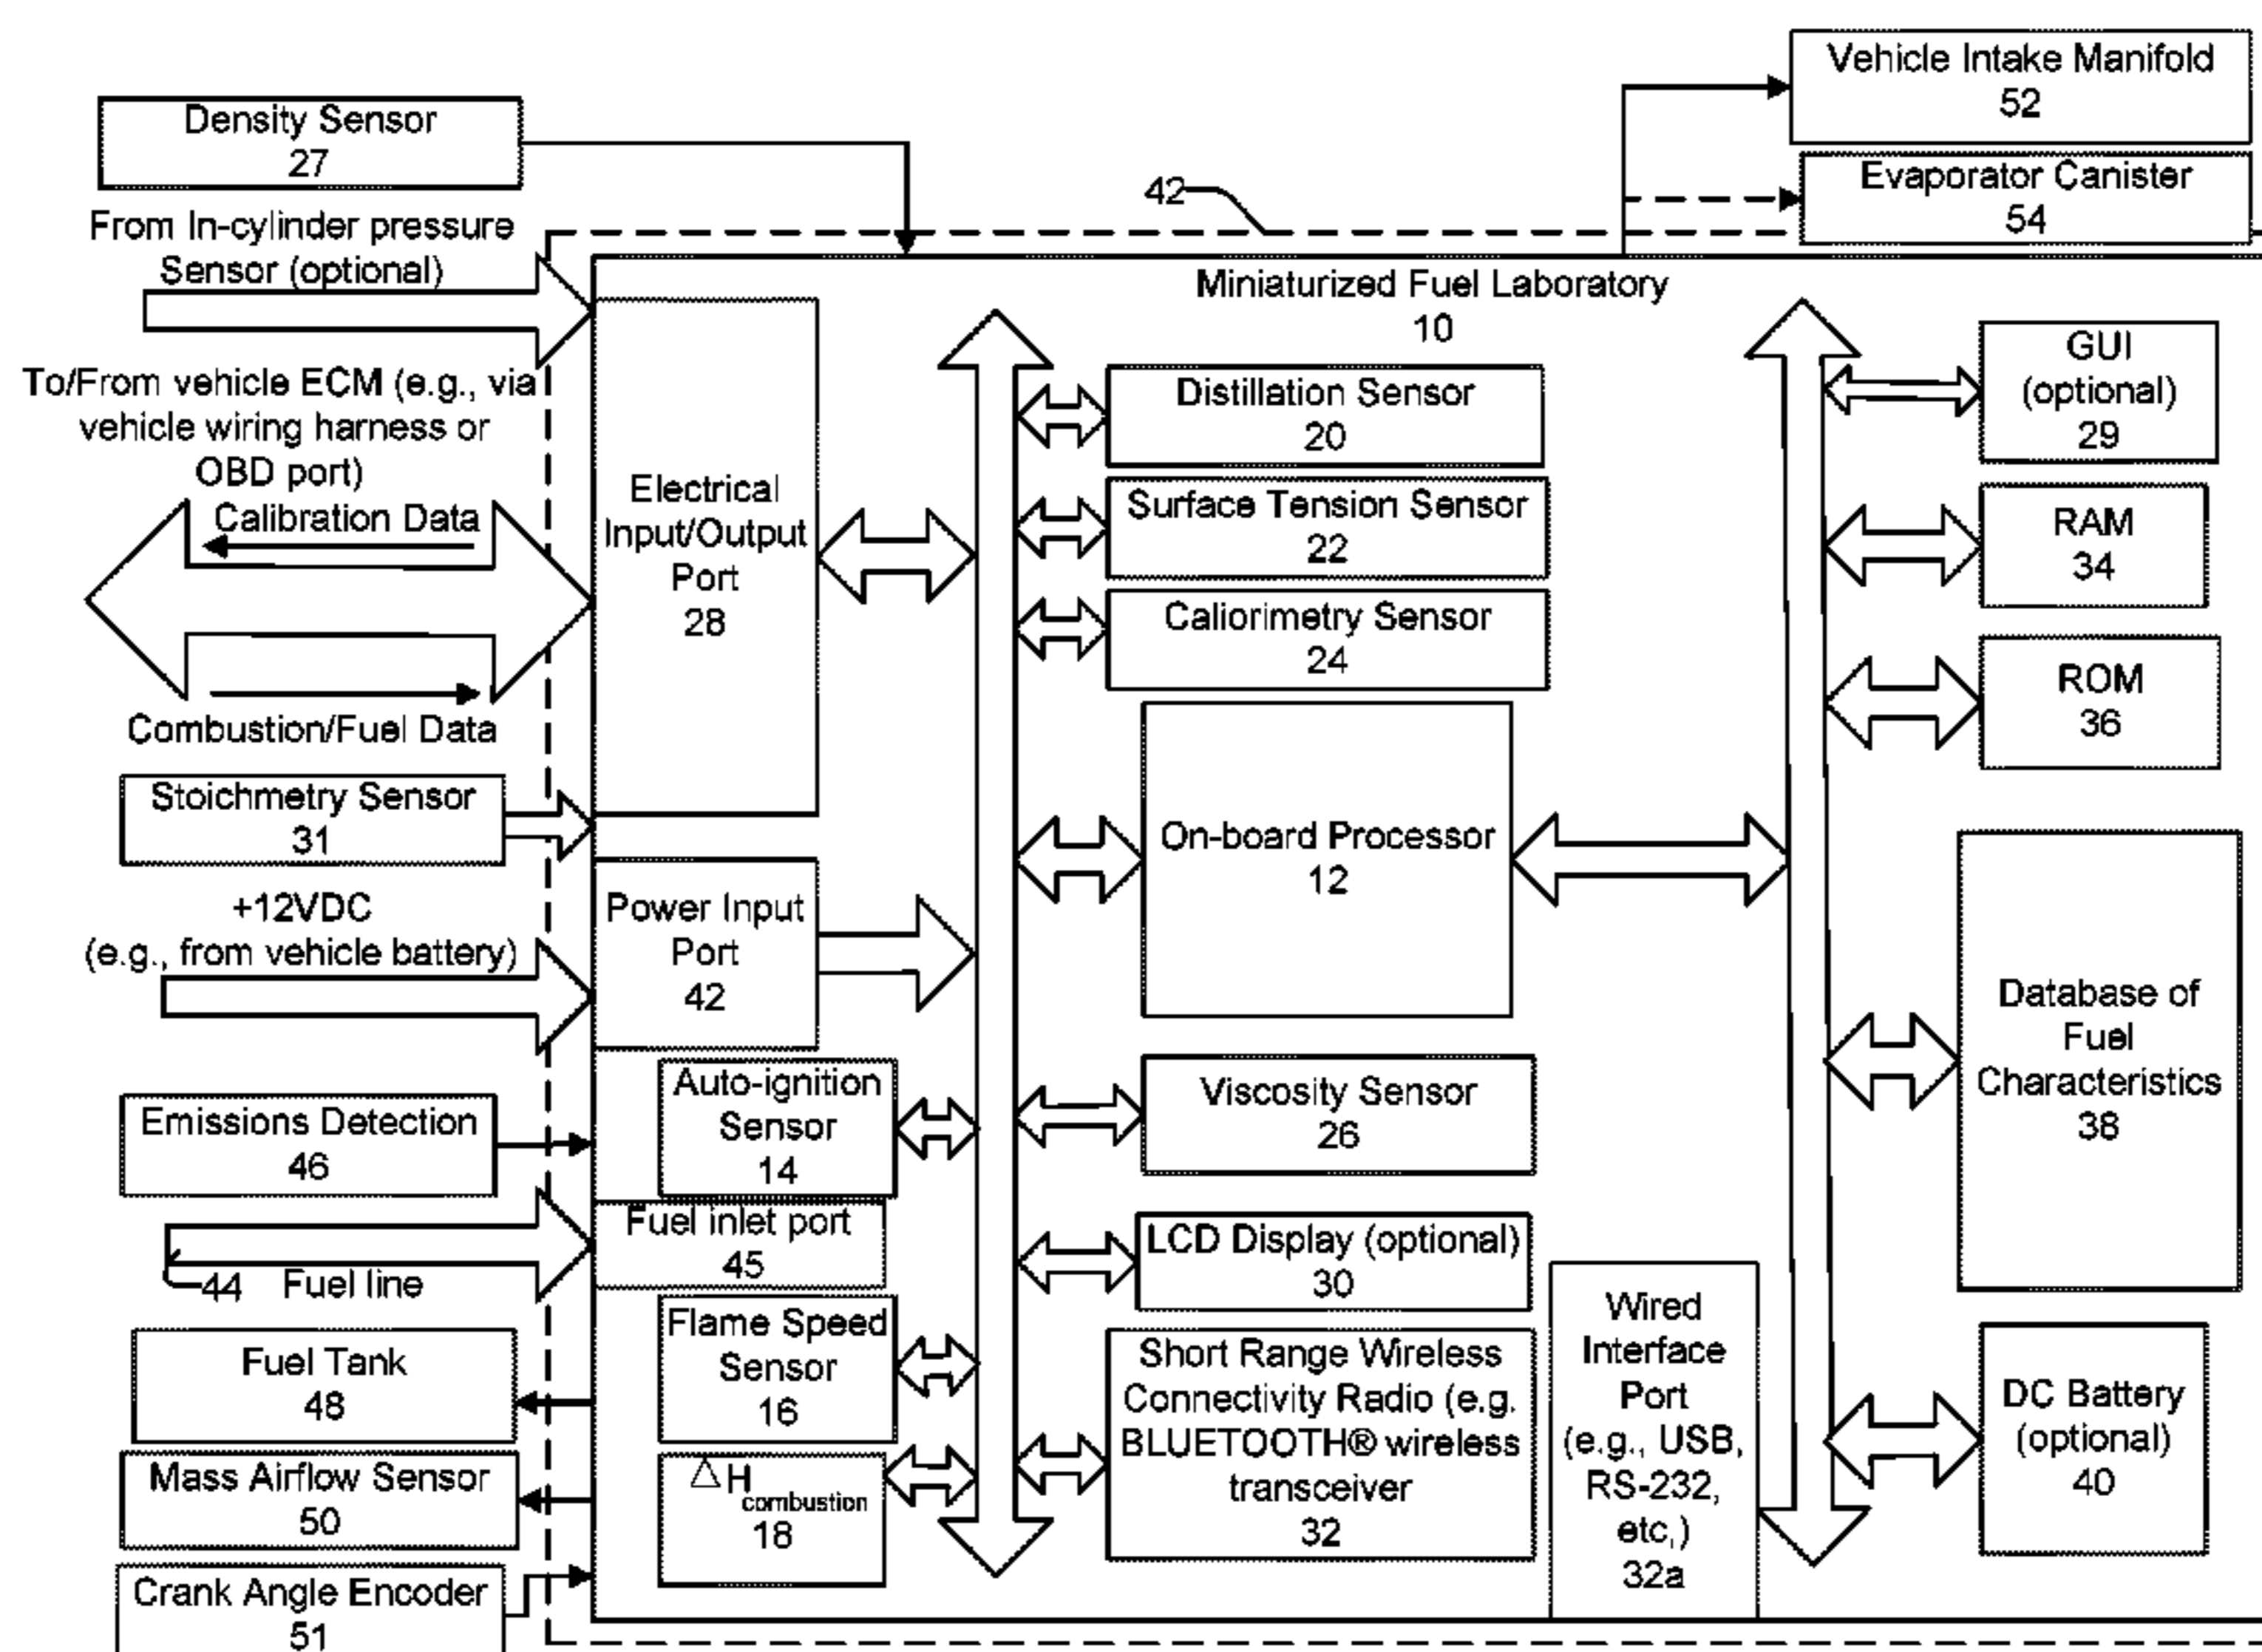 Vehicle Intake Manifold
52
Density Sensor
27
Evaporator Canister
54
42
From In-cylinder pressure
Sensor (optional)
Miniaturized Fuel Laboratory
10
To/From vehicle ECM (e.g., via
vehicle wiring harness or
OBD port)
Calibration Data
Combustion/Fuel Data
Electrical
Input/Output
Port
28
Distillation Sensor
20
Surface Tension Sensor
22
Caliorimetry Sensor
24
GUI
(optional)
29
RAM
34
ROM
36
Stoichmetry Sensor
31
On-board Processor
12
+12VDC
(e.g., from vehicle battery)
Power Input
Port
42
Database of
Fuel
Characteristics
38
Auto-ignition
Sensor
14
Viscosity Sensor
26
Emissions Detection
46
Fuel inlet port
45
44 Fuel line
LCD Display (optional)
30
Flame Speed
Sensor
16
Fuel Tank
48
Short Range Wireless
Connectivity Radio (e.g.
BLUETOOTH® wireless
transceiver
32
Wired
Interface
Port
(e.g., USB,
RS-232,
etc,)
32a
DC Battery
(optional)
40
Mass Airflow Sensor
50
△H combustion
18
Crank Angle Encoder
51